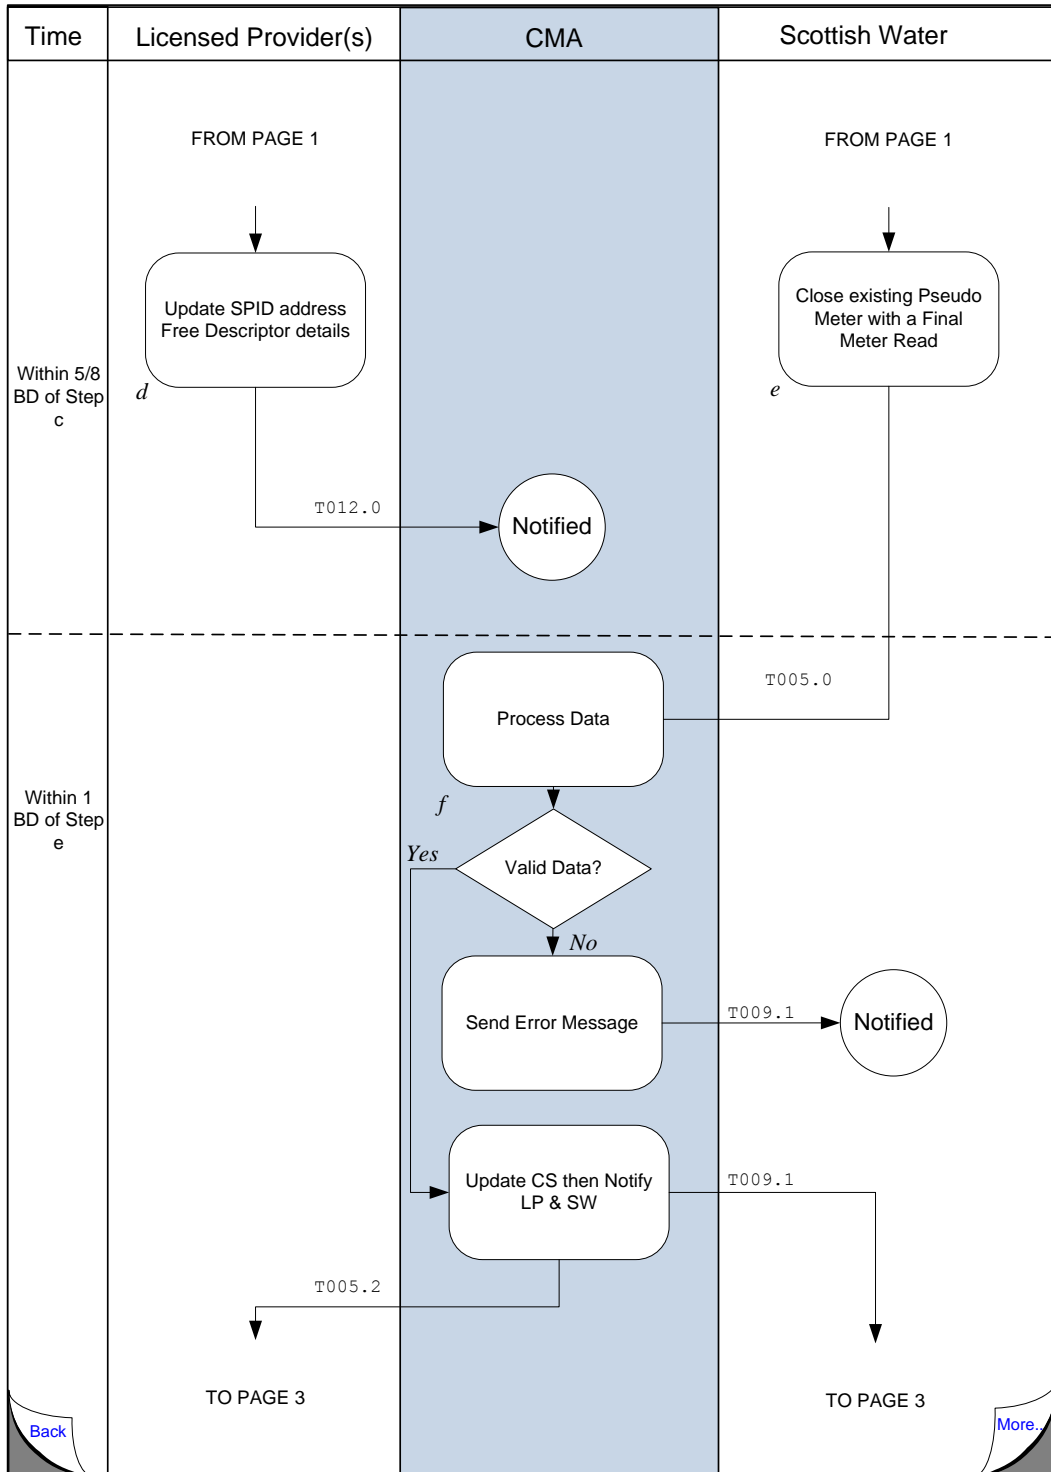 Time
Licensed Provider(s)
CMA
Scottish Water
FROM PAGE 1
FROM PAGE 1
Update SPID address
Free Descriptor details
Close existing Pseudo
Meter with a Final
Meter Read
Within 5/8
BD of Step
c
d
e
T012.0
Notified
T005.0
Process Data
Within 1
BD of Step
e
f
Yes
Valid Data?
No
Send Error Message
T009.1
Notified
Update CS then Notify
LP & SW
T009.1
T005.2
TO PAGE 3
TO PAGE 3
Back
More..